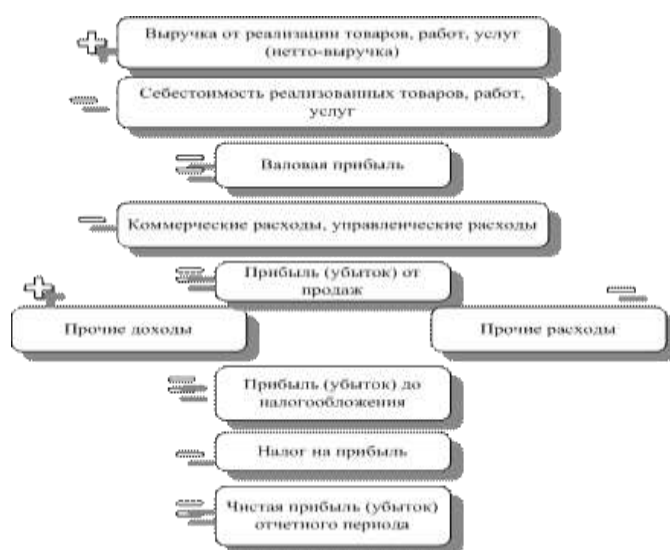 Выручка от реализации товаров, работ, услуг
(нетто-выручка)
Себестоимость реализованных товаров, работ,
услуг
Валовая прибыль
Коммерческие расходы, управленческие расходы
Прибыль (убыток) от
продаж
Прочие доходы
Прочие расходы
Прибыль (убыток) до
налогообложения
Налог на прибыль
Чистая прибыль (убыток)
отчетного периода